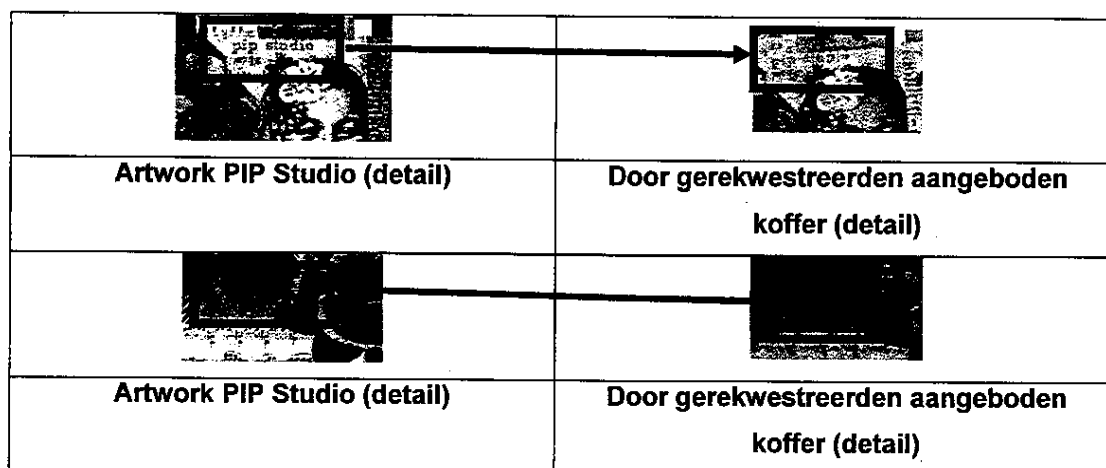 pip studio
Artwork PIP Studio (detail)
Door gerekwestreerden aangeboden
koffer (detail)
Artwork PIP Studio (detail)
Door gerekwestreerden aangeboden
koffer (detail)